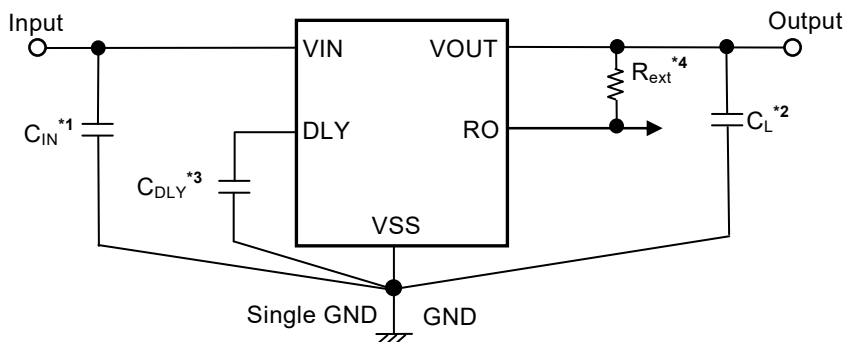 Input
Output
VIN
VOUT
Rext*4
CIN*1
DLY
RO
CL*2
CDLY*3
VSS
Single GND
GND